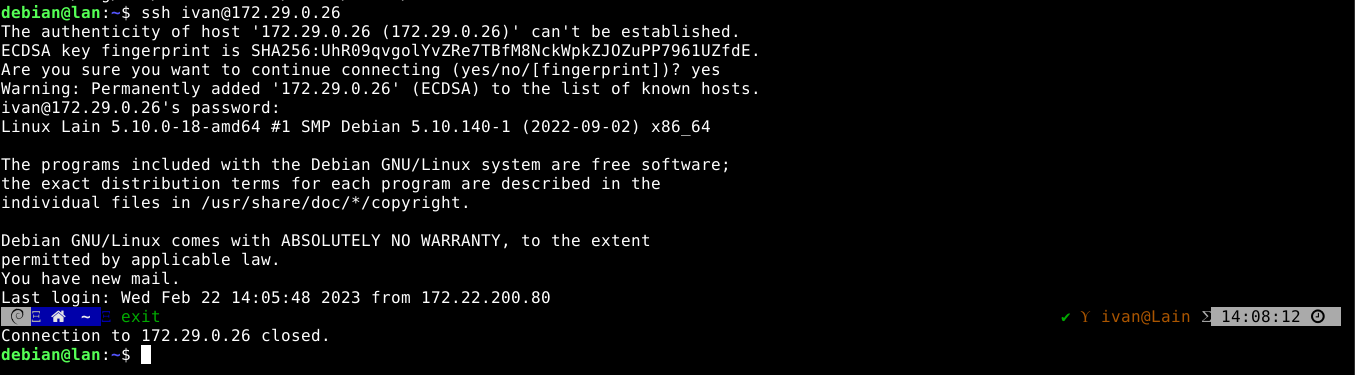 debian@lan:~$ ssh ivan@172.29.0.26
The authenticity of host '172.29.0.26 (172.29.0.26)' can't be established.
ECDSA key fingerprint is SHA256:UhR09qvgolYvZRe7TBfM8NckWpkZJOZuPP7961UZfdE.
Are you sure you want to continue connecting (yes/no/[fingerprint])? yes
Warning: Permanently added '172.29.0.26' (ECDSA) to the list of known hosts.
ivan@172.29.0.26's password:
Linux Lain 5.10.0-18-amd64 #1 SMP Debian 5.10.140-1 (2022-09-02) x86_64
The programs included with the Debian GNU/Linux system are free software;
the exact distribution terms for each program are described in the
individual files in /usr/share/doc/*/copyright.
Debian GNU/Linux comes with ABSOLUTELY NO WARRANTY, to the extent
permitted by applicable law.
You have new mail.
Last login: Wed Feb 22 14:05:48 2023 from 172.22.200.80
~ exit ✔ ivan@Lain 14:08:12
Connection to 172.29.0.26 closed.
debian@lan:~$